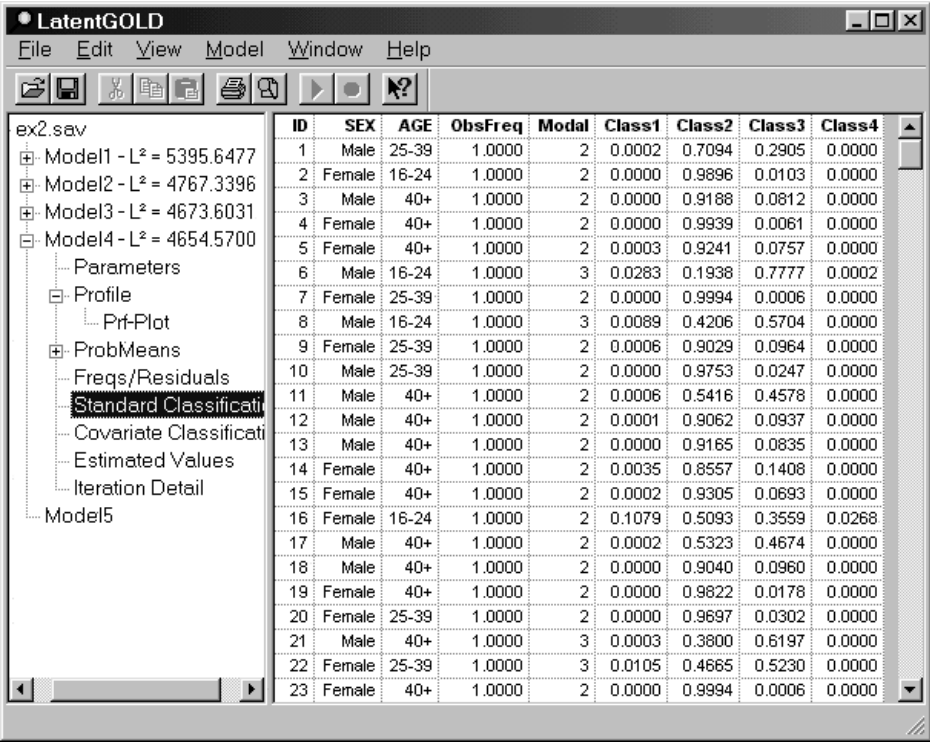 LatentGOLD
File Edit View Model Window Help
ex2.sav
Model1 - L² = 5395.6477
Model2 - L² = 4767.3396
Model3 - L² = 4673.6031
Model4 - L² = 4654.5700
Parameters
Profile
Prf-Plot
ProbMeans
Freqs/Residuals
Standard Classificati
Covariate Classificati
Estimated Values
Iteration Detail
Model5
ID SEX AGE ObsFreq Modal Class1 Class2 Class3 Class4
1 Male 25-39 1.0000 2 0.0002 0.7094 0.2905 0.0000
2 Female 16-24 1.0000 2 0.0000 0.9896 0.0103 0.0000
3 Male 40+ 1.0000 2 0.0000 0.9188 0.0812 0.0000
4 Female 40+ 1.0000 2 0.0000 0.9939 0.0061 0.0000
5 Female 40+ 1.0000 2 0.0003 0.9241 0.0757 0.0000
6 Male 16-24 1.0000 3 0.0283 0.1938 0.7777 0.0002
7 Female 25-39 1.0000 2 0.0000 0.9994 0.0006 0.0000
8 Male 16-24 1.0000 3 0.0089 0.4206 0.5704 0.0000
9 Female 25-39 1.0000 2 0.0006 0.9029 0.0964 0.0000
10 Male 25-39 1.0000 2 0.0000 0.9753 0.0247 0.0000
11 Male 40+ 1.0000 2 0.0006 0.5416 0.4578 0.0000
12 Male 40+ 1.0000 2 0.0001 0.9062 0.0937 0.0000
13 Male 40+ 1.0000 2 0.0000 0.9165 0.0835 0.0000
14 Female 40+ 1.0000 2 0.0035 0.8557 0.1408 0.0000
15 Female 40+ 1.0000 2 0.0002 0.9305 0.0693 0.0000
16 Female 16-24 1.0000 2 0.1079 0.5093 0.3559 0.0268
17 Male 40+ 1.0000 2 0.0002 0.5323 0.4674 0.0000
18 Male 40+ 1.0000 2 0.0000 0.9040 0.0960 0.0000
19 Female 40+ 1.0000 2 0.0000 0.9822 0.0178 0.0000
20 Female 25-39 1.0000 2 0.0000 0.9697 0.0302 0.0000
21 Male 40+ 1.0000 3 0.0003 0.3800 0.6197 0.0000
22 Female 25-39 1.0000 3 0.0105 0.4665 0.5230 0.0000
23 Female 40+ 1.0000 2 0.0000 0.9994 0.0006 0.0000